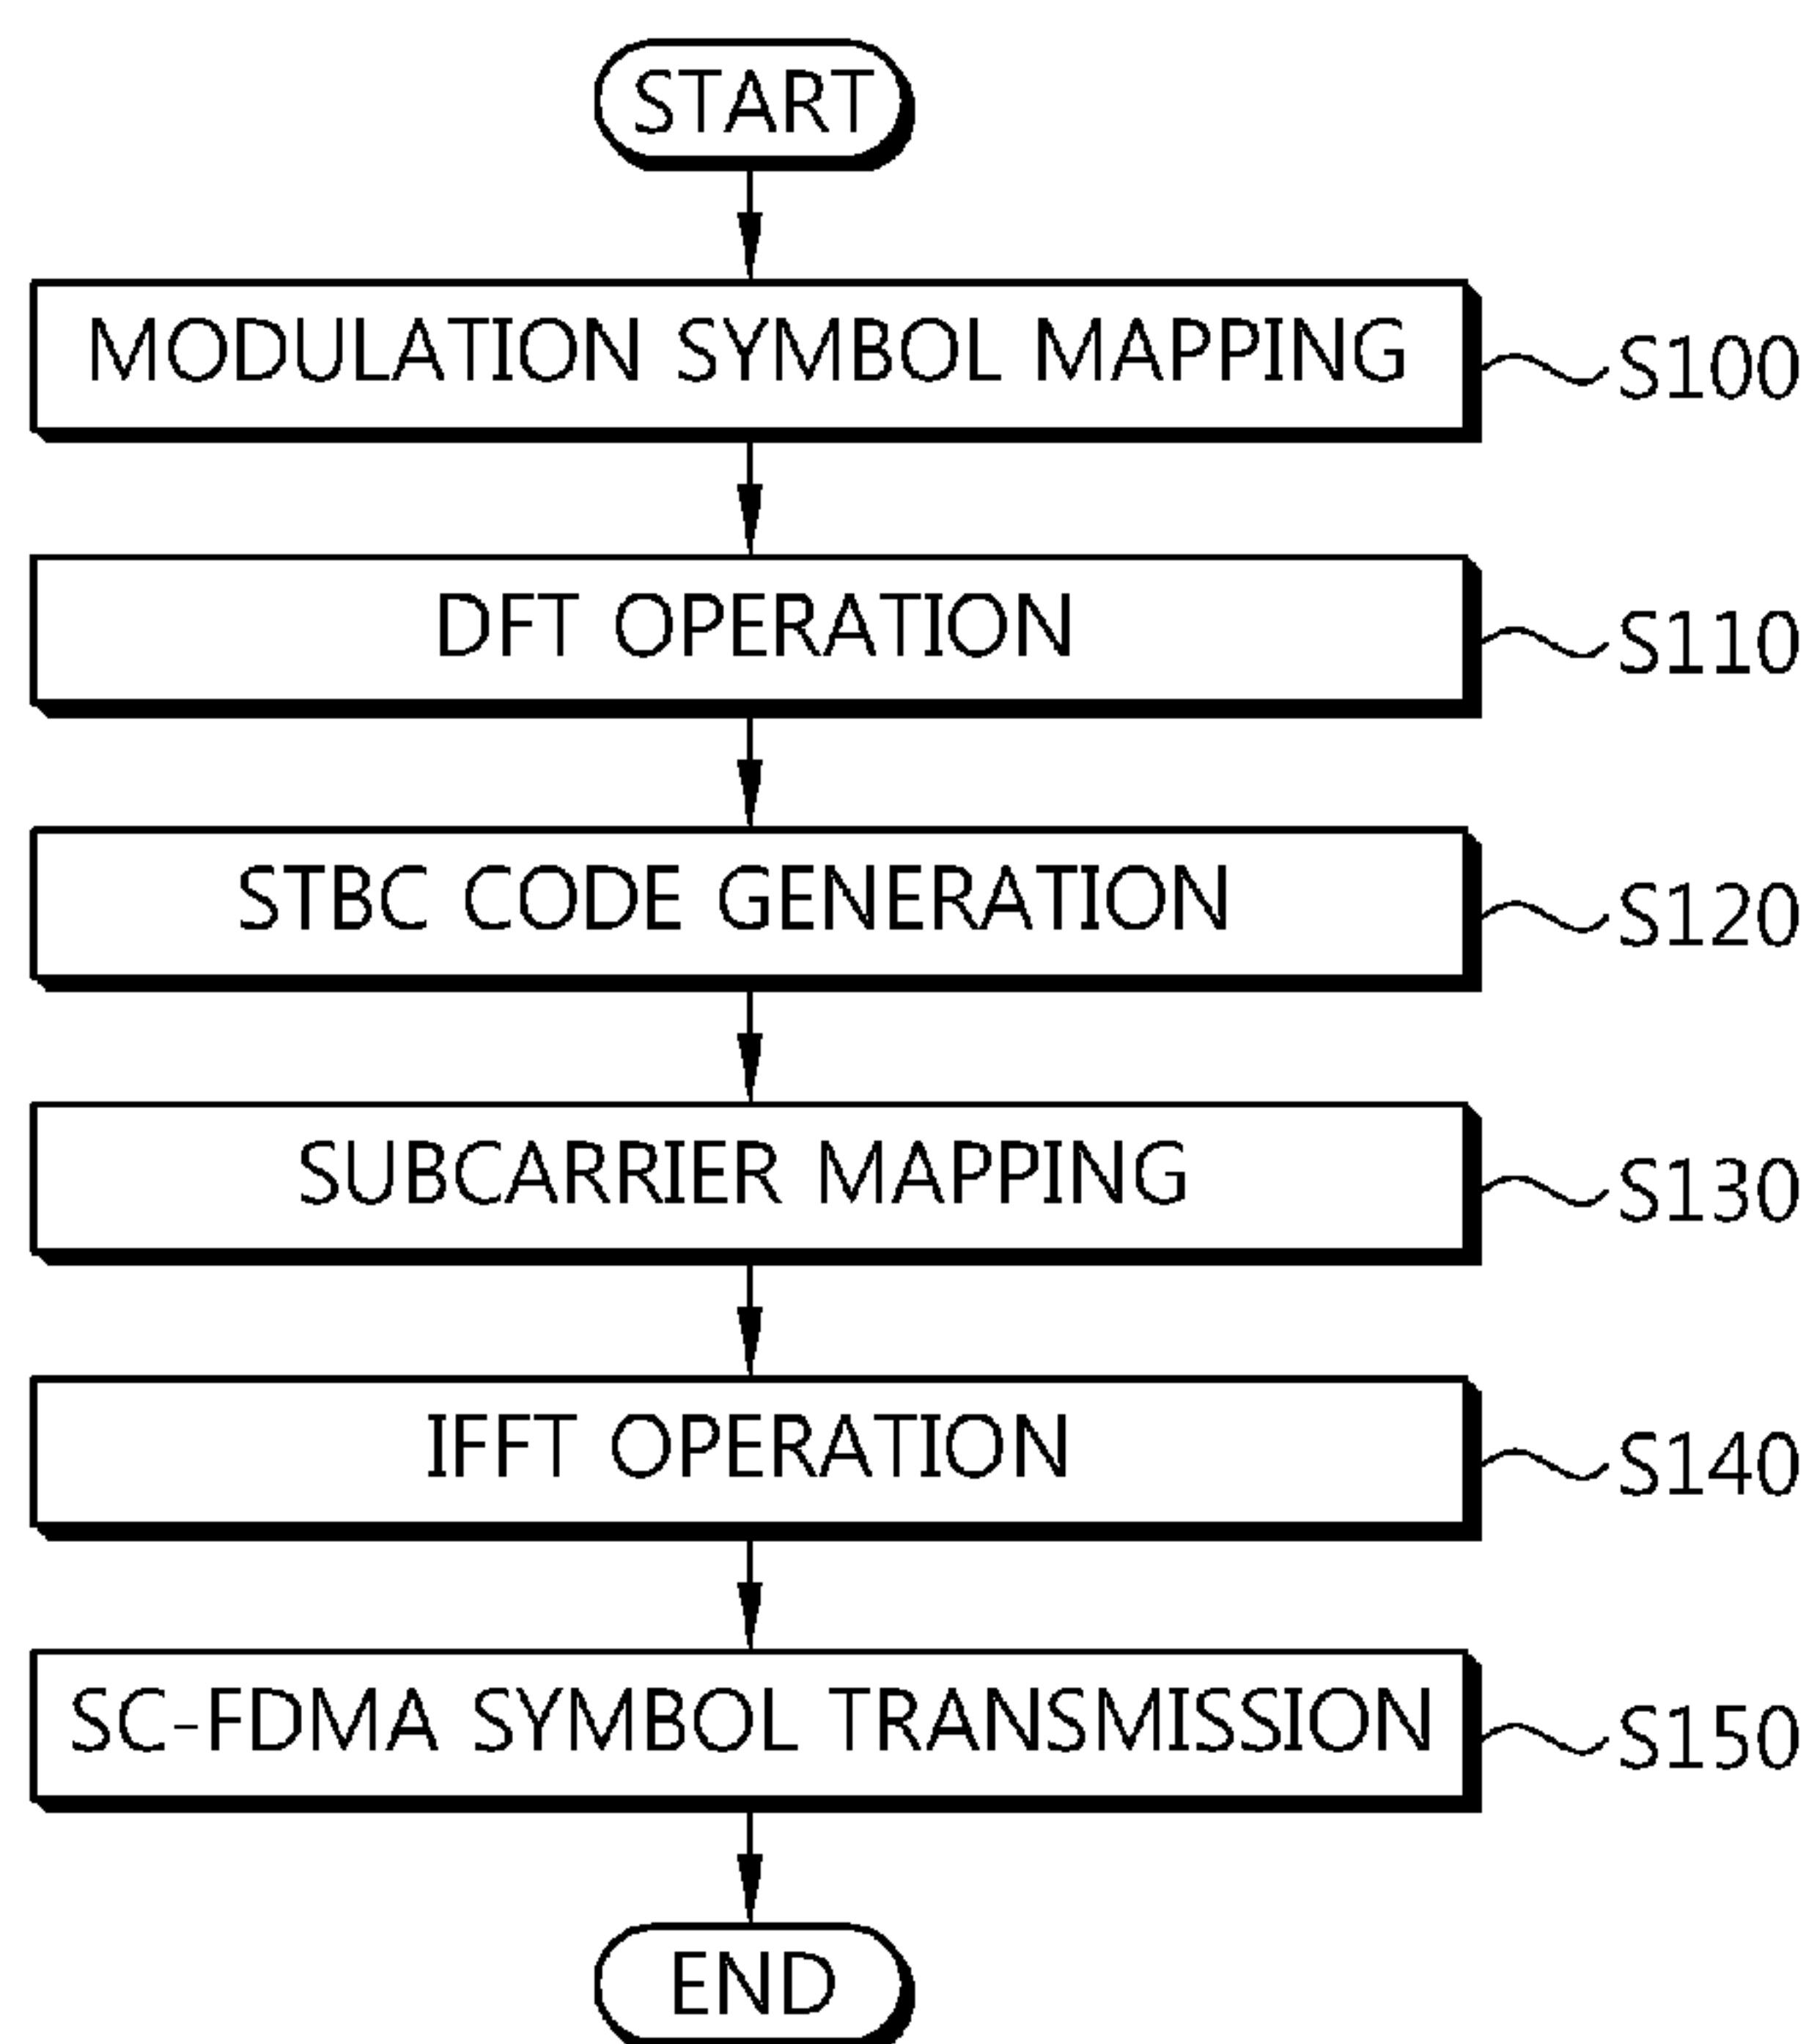 START
MODULATION SYMBOL MAPPING
S100
DFT OPERATION
S110
STBC CODE GENERATION
S120
SUBCARRIER MAPPING
S130
IFFT OPERATION
S140
SC-FDMA SYMBOL TRANSMISSION
S150
END